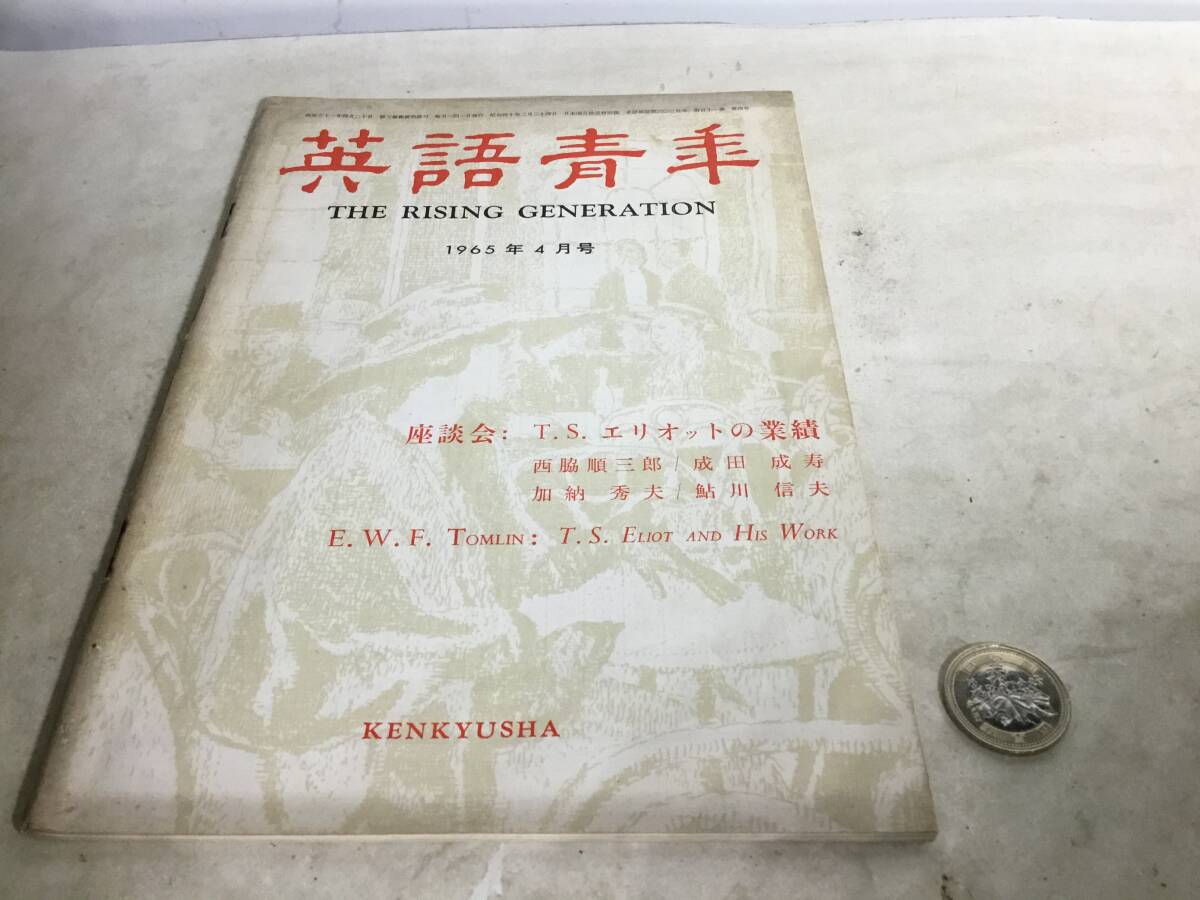 英語青年
THE RISING GENERATION
1965年4月号
座談会: T.S.エリオットの業績
西脇順三郎/成田 成寿
加納 秀夫/鮎川 信夫
E. W. F. TOMLIN: T. S. ELIOT AND HIS WORK
KENKYUSHA